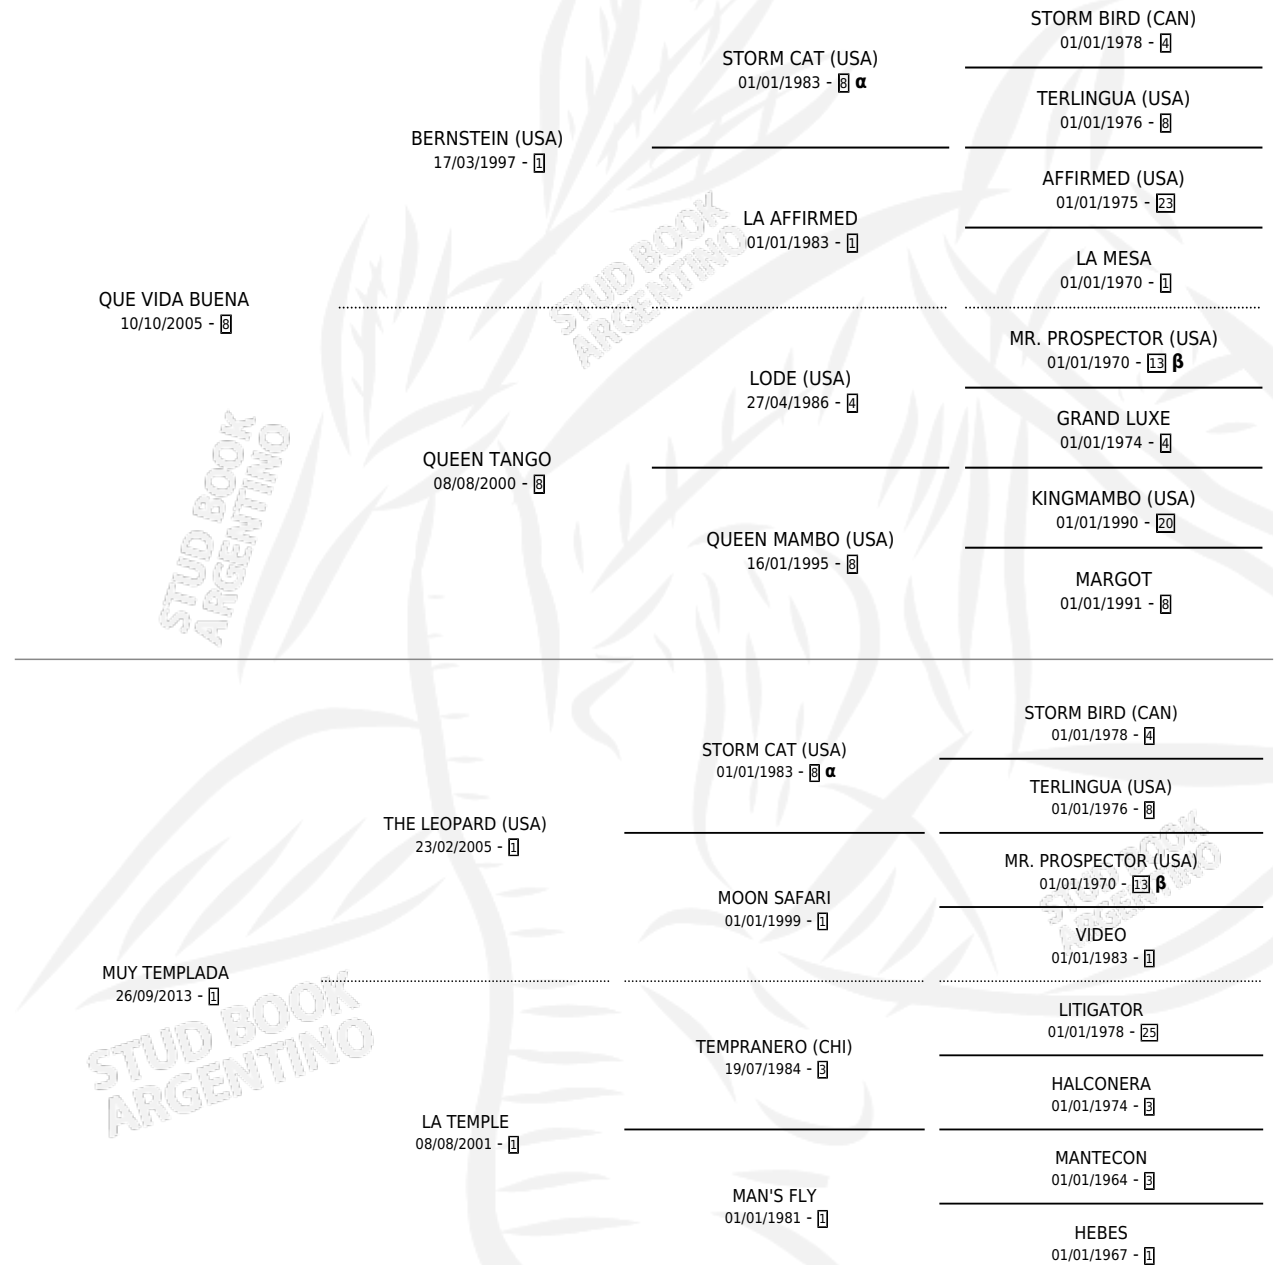 STORM BIRD (CAN)
01/01/1978 - 4
STORM CAT (USA)
01/01/1983 - 8 α
TERLINGUA (USA)
01/01/1976 - 8
BERNSTEIN (USA)
17/03/1997 - 1
AFFIRMED (USA)
01/01/1975 - 23
LA AFFIRMED
01/01/1983 - 1
LA MESA
01/01/1970 - 1
QUE VIDA BUENA
10/10/2005 - 8
MR. PROSPECTOR (USA)
01/01/1970 - 13 β
LODE (USA)
27/04/1986 - 4
GRAND LUXE
01/01/1974 - 4
QUEEN TANGO
08/08/2000 - 8
KINGMAMBO (USA)
01/01/1990 - 20
QUEEN MAMBO (USA)
16/01/1995 - 8
MARGOT
01/01/1991 - 8
STORM BIRD (CAN)
01/01/1978 - 4
STORM CAT (USA)
01/01/1983 - 8 α
TERLINGUA (USA)
01/01/1976 - 8
THE LEOPARD (USA)
23/02/2005 - 1
MR. PROSPECTOR (USA)
01/01/1970 - 13 β
MOON SAFARI
01/01/1999 - 1
VIDEO
01/01/1983 - 1
MUY TEMPLADA
26/09/2013 - 1
LITIGATOR
01/01/1978 - 25
TEMPRANERO (CHI)
19/07/1984 - 3
HALCONERA
01/01/1974 - 3
LA TEMPLE
08/08/2001 - 1
MANTECON
01/01/1964 - 3
MAN'S FLY
01/01/1981 - 1
HEBES
01/01/1967 - 1
STUD BOOK
ARGENTINO
STUD BOOK
ARGENTINO
STUD BOOK
ARGENTINO
STUD BOOK
ARGENTINO